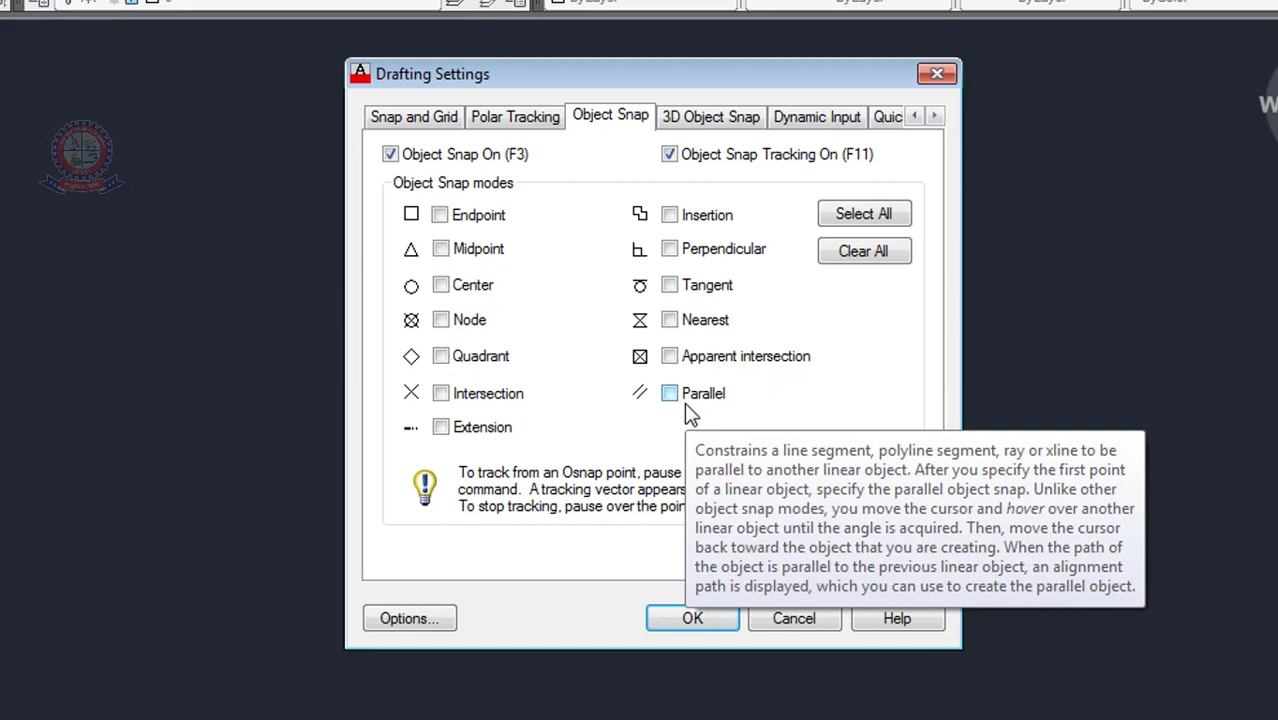 Drafting Settings
Snap and Grid
Polar Tracking
Object Snap
3D Object Snap
Dynamic Input
Quic
Object Snap On (F3)
Object Snap Tracking On (F11)
Object Snap modes
Endpoint
Insertion
Select All
Midpoint
Perpendicular
Clear All
Center
Tangent
Node
Nearest
Quadrant
Apparent intersection
Intersection
Parallel
Extension
To track from an Osnap point, pause
command. A tracking vector appears
To stop tracking, pause over the poin
Constrains a line segment, polyline segment, ray or xline to be
parallel to another linear object. After you specify the first point
of a linear object, specify the parallel object snap. Unlike other
object snap modes, you move the cursor and hover over another
linear object until the angle is acquired. Then, move the cursor
back toward the object that you are creating. When the path of
the object is parallel to the previous linear object, an alignment
path is displayed, which you can use to create the parallel object.
Options...
OK
Cancel
Help
W